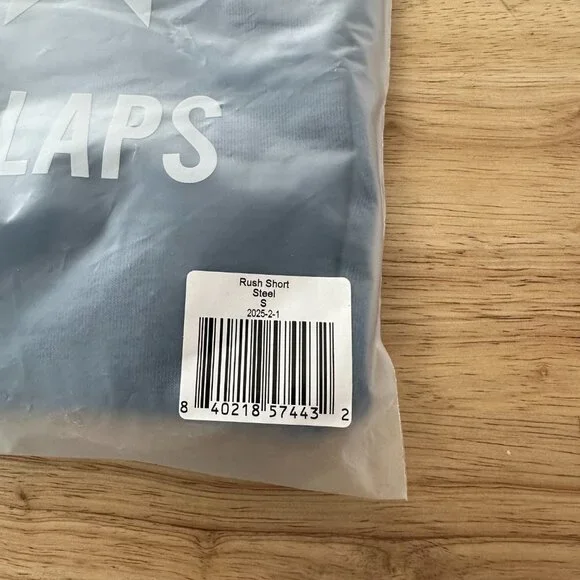 LAPS
Rush Short
Steel
S
2025-2-1
8 40218 57443 2